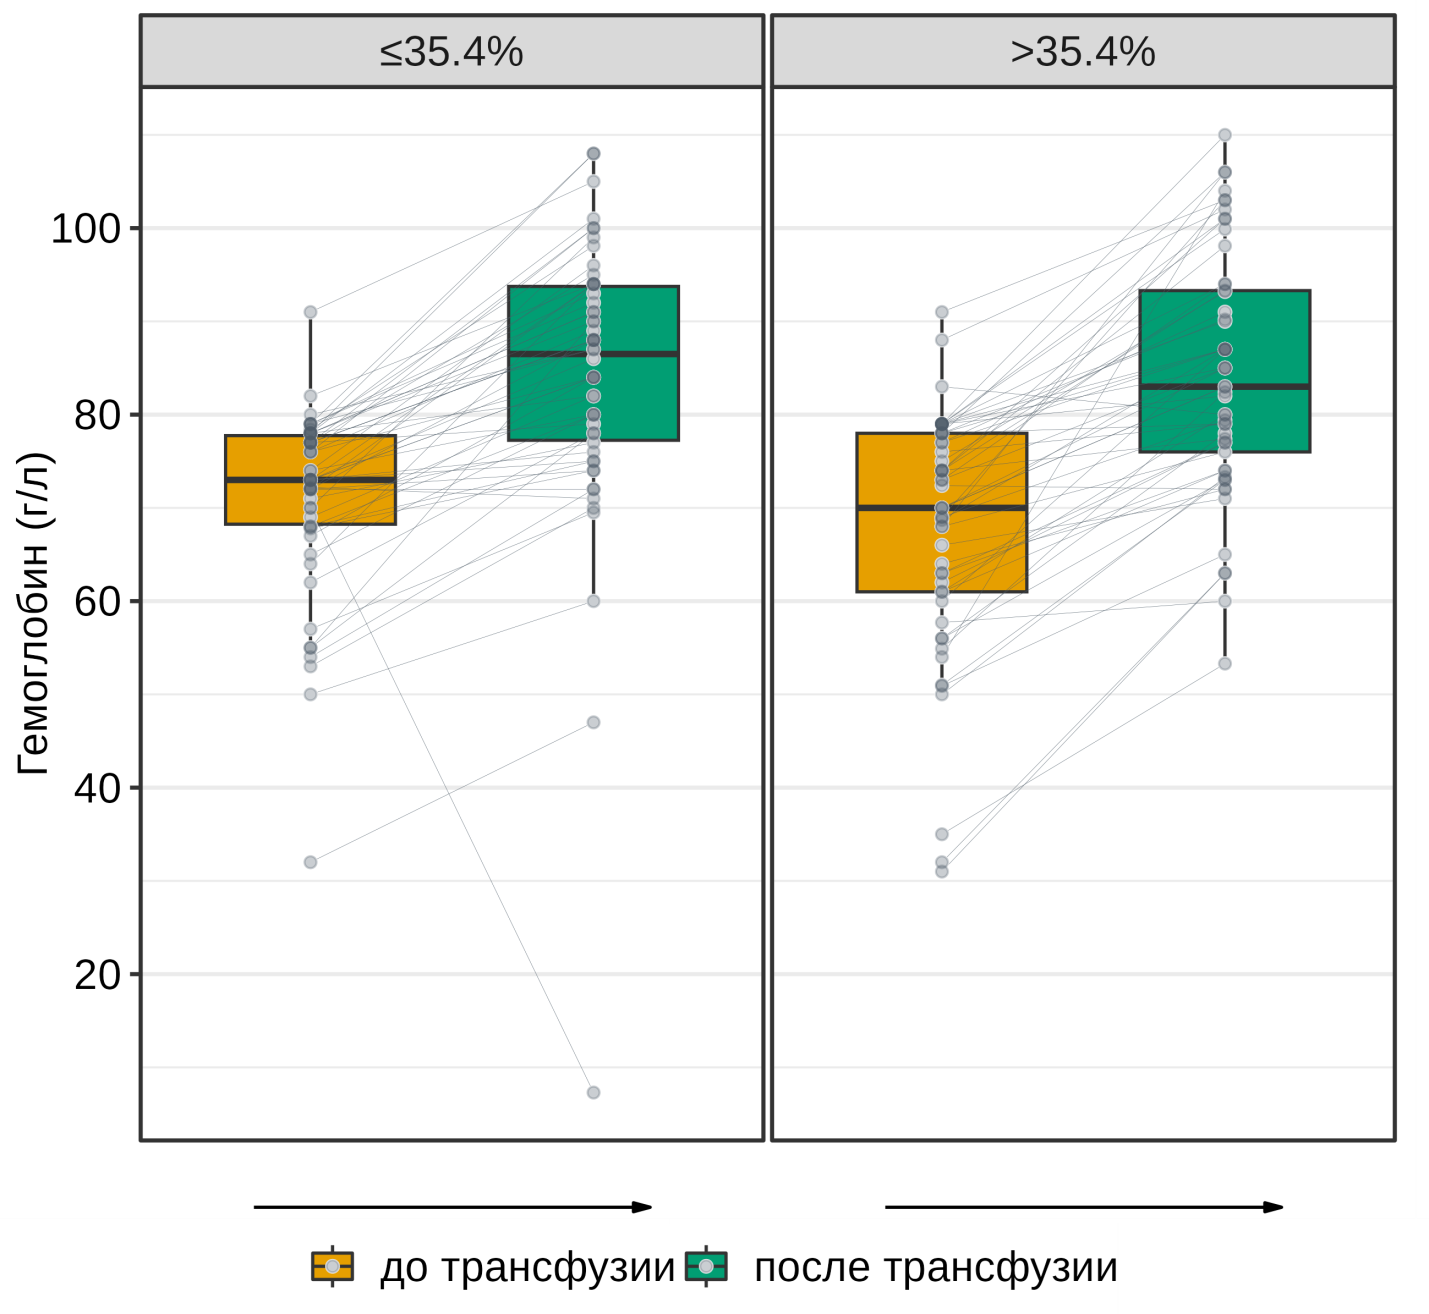 ≤35.4%
>35.4%
Гемоглобин (г/л)
100
80
60
40
20
до трансфузии
после трансфузии